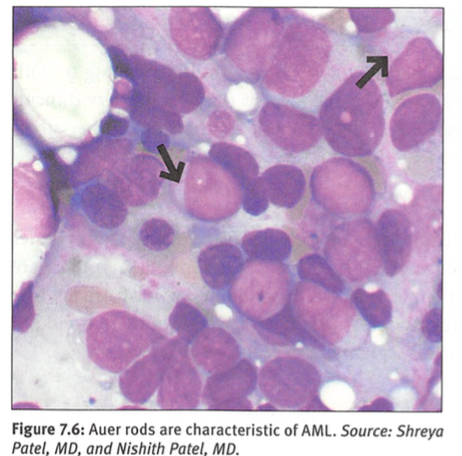 Figure 7.6: Auer rods are characteristic of AML. Source: Shreya
Patel, MD, and Nishith Patel, MD.